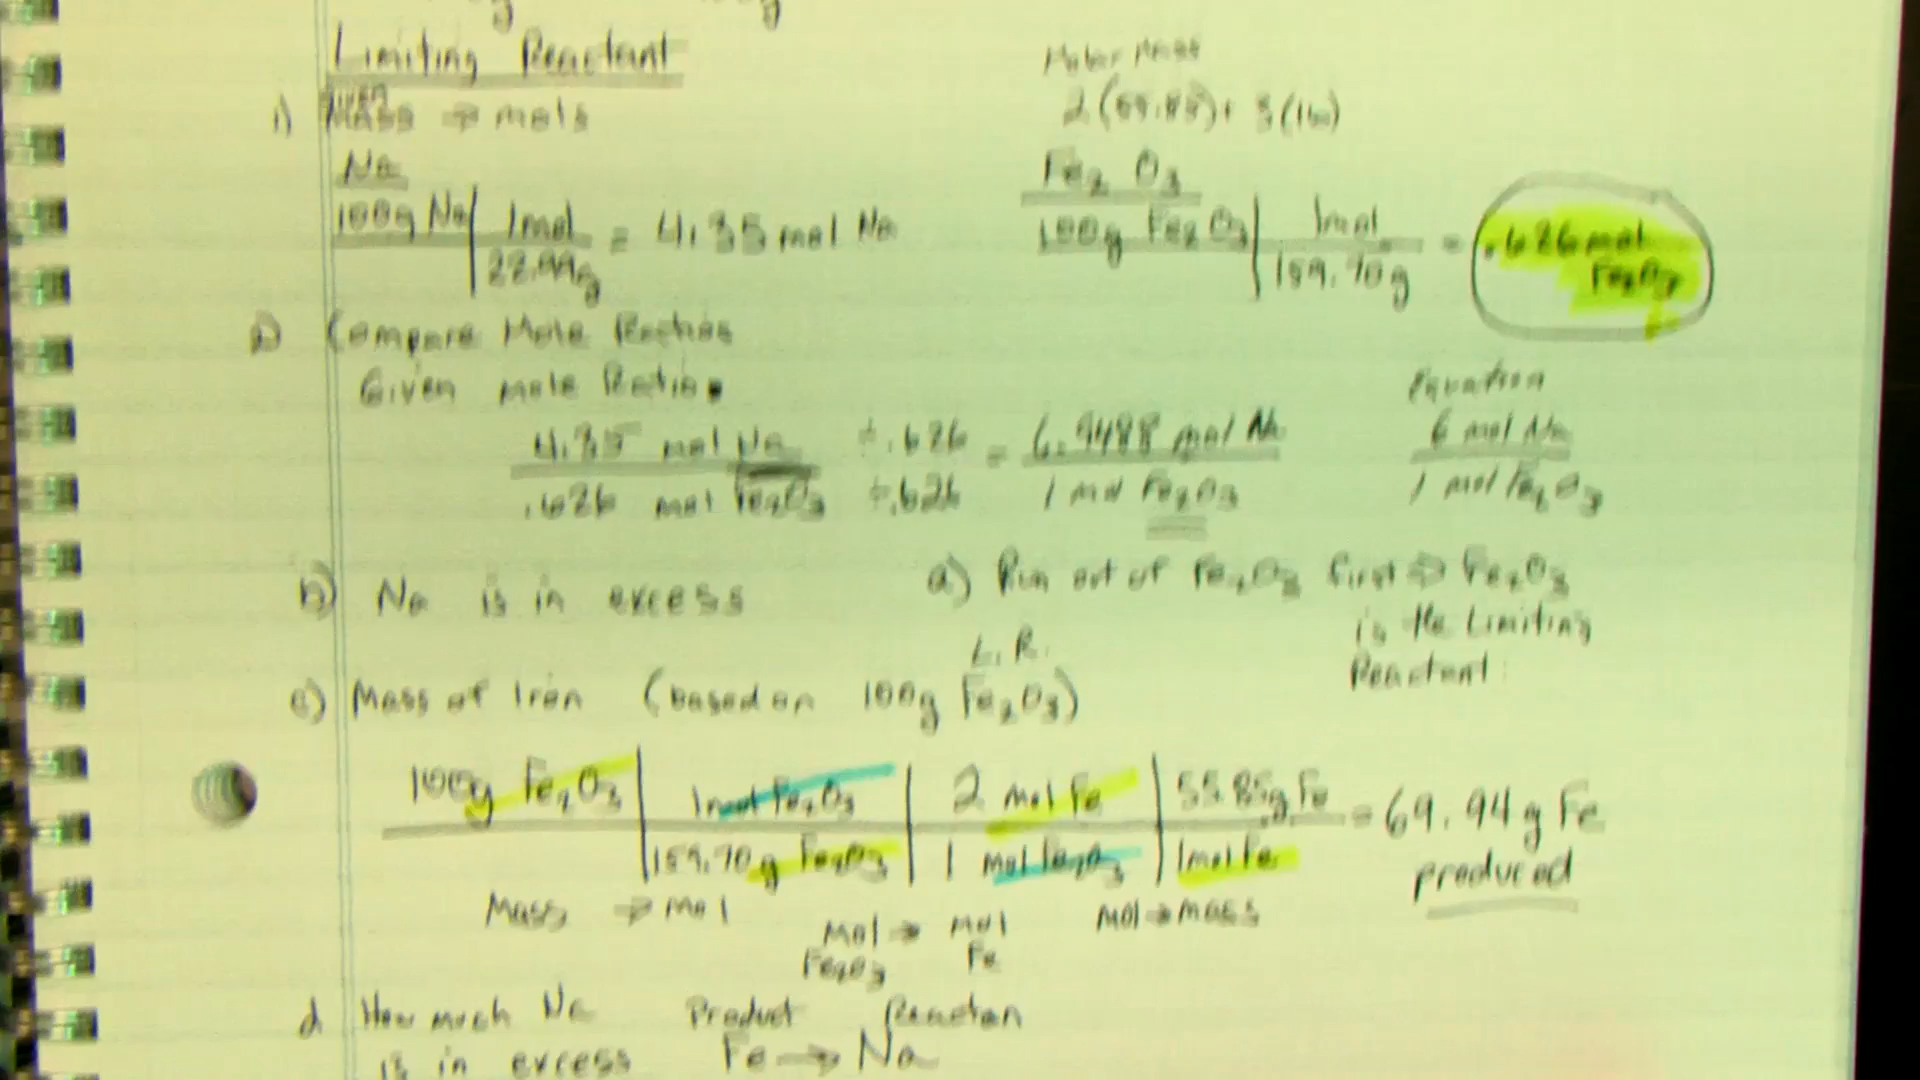 Limiting Reactant
Molar Mass
2(55.85)+ 3(16)
1) Given Mass → mols
Na
100g Na | 1mol / 22.99g = 4.35 mol Na
Fe2 O3
100g Fe2O3 | 1mol / 159.70g = .626 mol Fe2O3
2) Compare Mole Ratios
Given mole Ratio
4.35 mol Na / .626 mol Fe2O3 ÷.626 / ÷.626 = 6.9488 mol Na / 1 mol Fe2O3
Equation
6 mol Na / 1 mol Fe2O3
a) Run out of Fe2O3 first ⇒ Fe2O3
is the Limiting
Reactant
b) Na is in excess
L.R.
c) Mass of Iron (based on 100g Fe2O3)
100g Fe2O3 | 1mol Fe2O3 / 159.70g Fe2O3 | 2 mol Fe / 1 mol Fe2O3 | 55.85g Fe / 1mol Fe = 69.94 g Fe
produced
Mass → mol
Mol → mol
Fe2O3 Fe
Mol → mass
d How much Na
is in excess
Product Reactan
Fe → Na